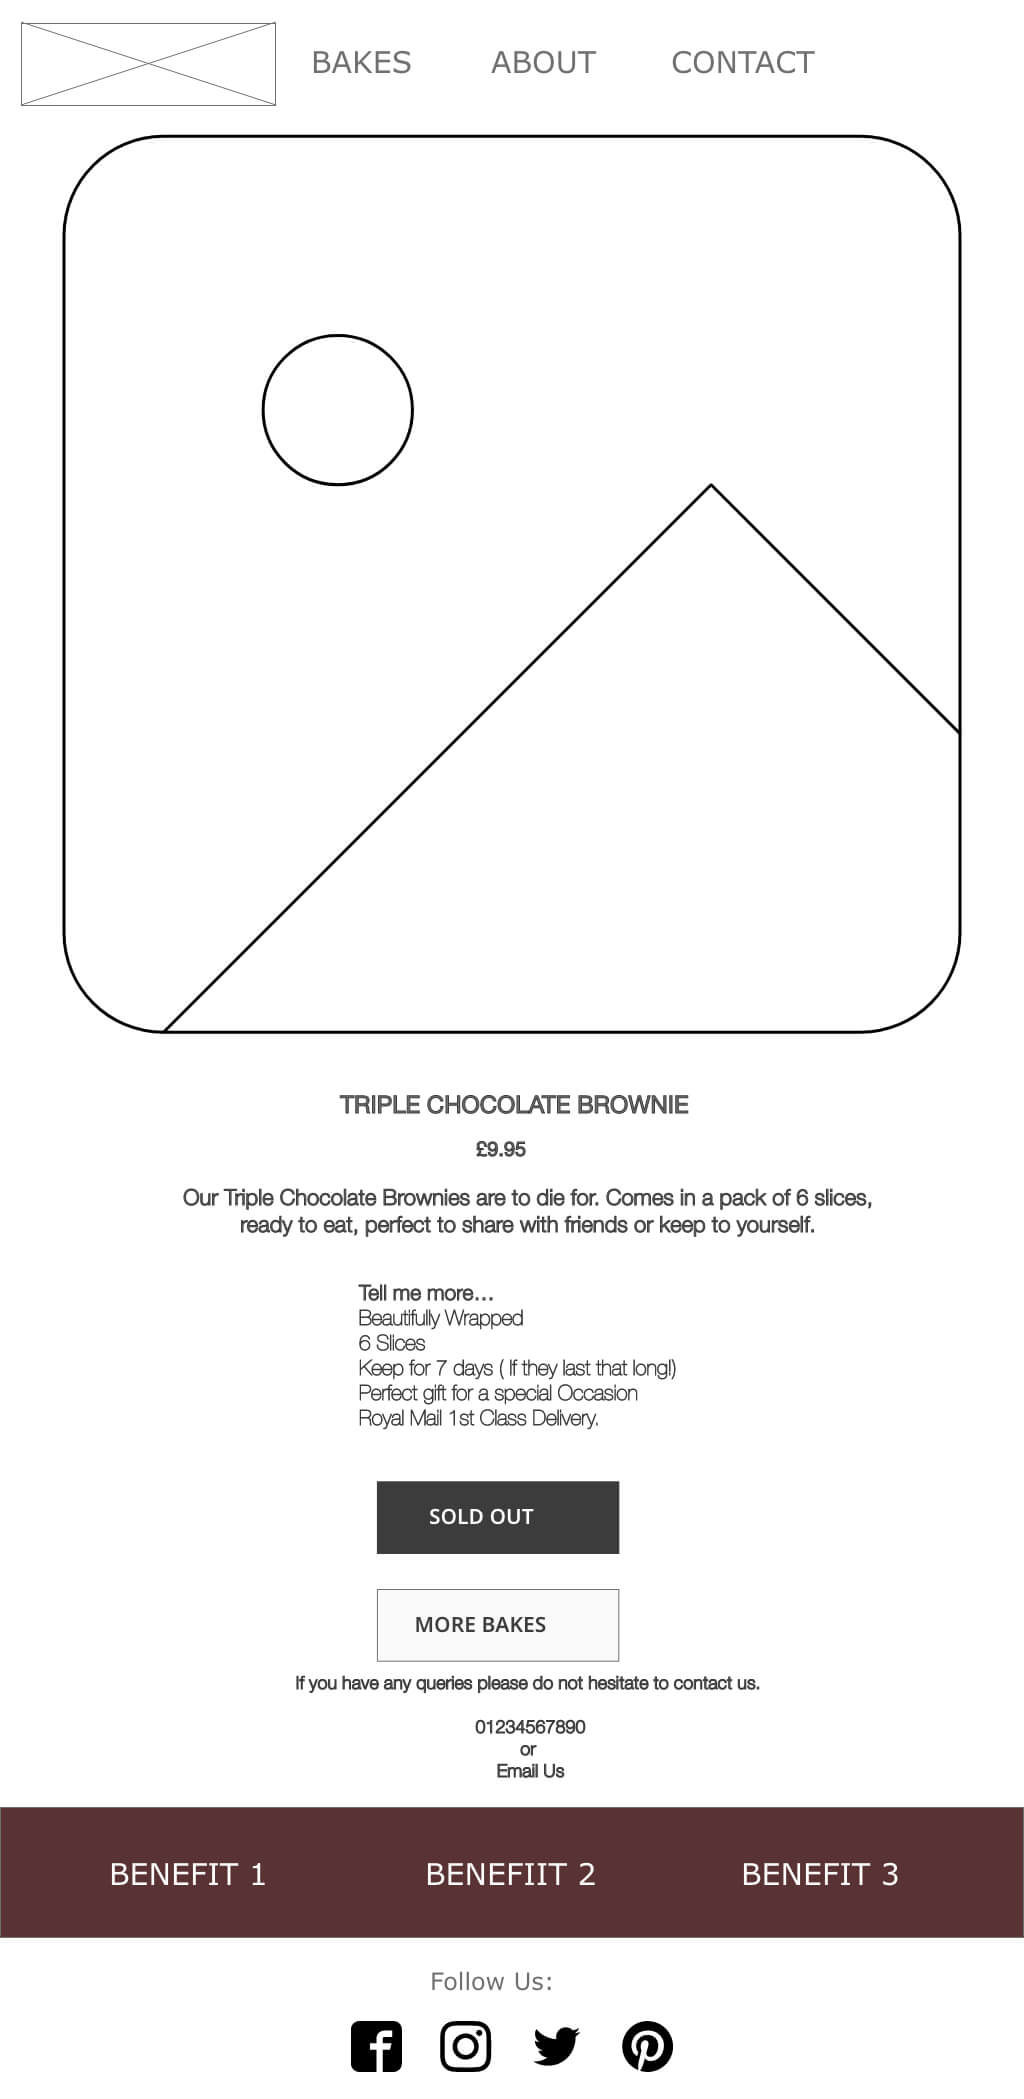 BAKES ABOUT CONTACT
TRIPLE CHOCOLATE BROWNIE
£9.95
Our Triple Chocolate Brownies are to die for. Comes in a pack of 6 slices,
ready to eat, perfect to share with friends or keep to yourself.
Tell me more...
Beautifully Wrapped
6 Slices
Keep for 7 days ( If they last that long!)
Perfect gift for a special Occasion
Royal Mail 1st Class Delivery.
SOLD OUT
MORE BAKES
If you have any queries please do not hesitate to contact us.
01234567890
or
Email Us
BENEFIT 1 BENEFIIT 2 BENEFIT 3
Follow Us: